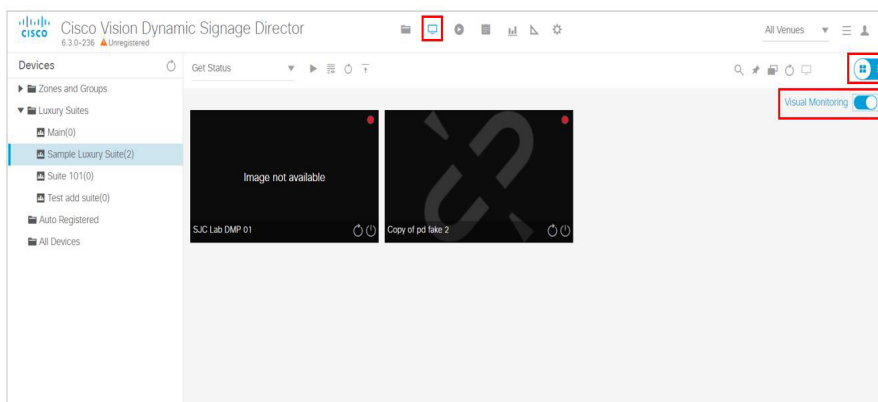 CISCO
Cisco Vision Dynamic Signage Director
6.3.0-236 Unregistered
All Venues
Devices
Get Status
Zones and Groups
Visual Monitoring
Luxury Suites
Main(0)
Sample Luxury Suite(2)
Suite 101(0)
Image not available
Test add suite(0)
Auto Registered
SJC Lab DMP 01
Copy of pd fake 2
All Devices